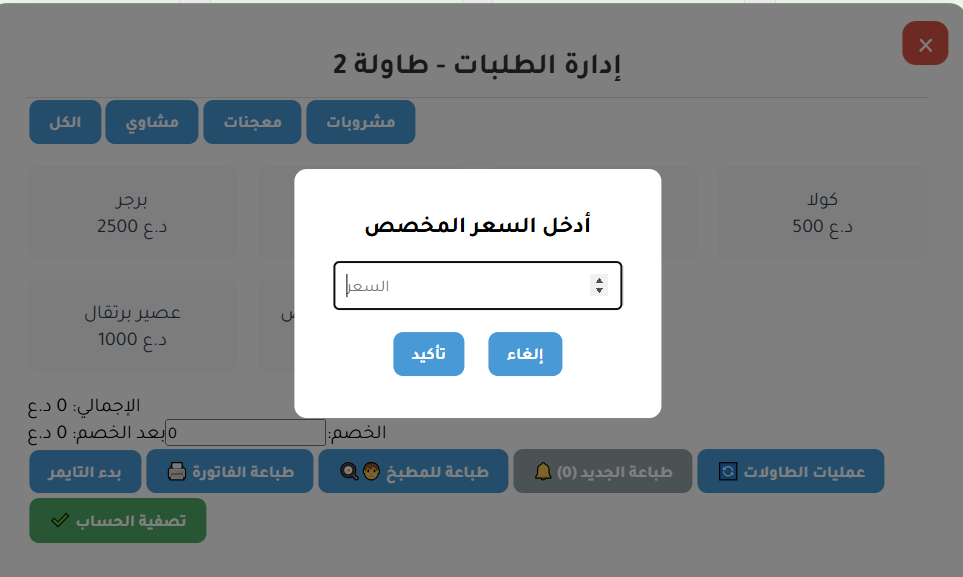 ×
إدارة الطلبات - طاولة 2
الكل
مشاوي
معجنات
مشروبات
برجر
2500 د.ع
كولا
500 د.ع
أدخل السعر المخصص
السعر
تأكيد
إلغاء
عصير برتقال
1000 د.ع
الإجمالي: 0 د.ع
الخصم:
0
بعد الخصم: 0 د.ع
بدء التايمر
طباعة الفاتورة
طباعة للمطبخ
طباعة الجديد (0)
عمليات الطاولات
تصفية الحساب